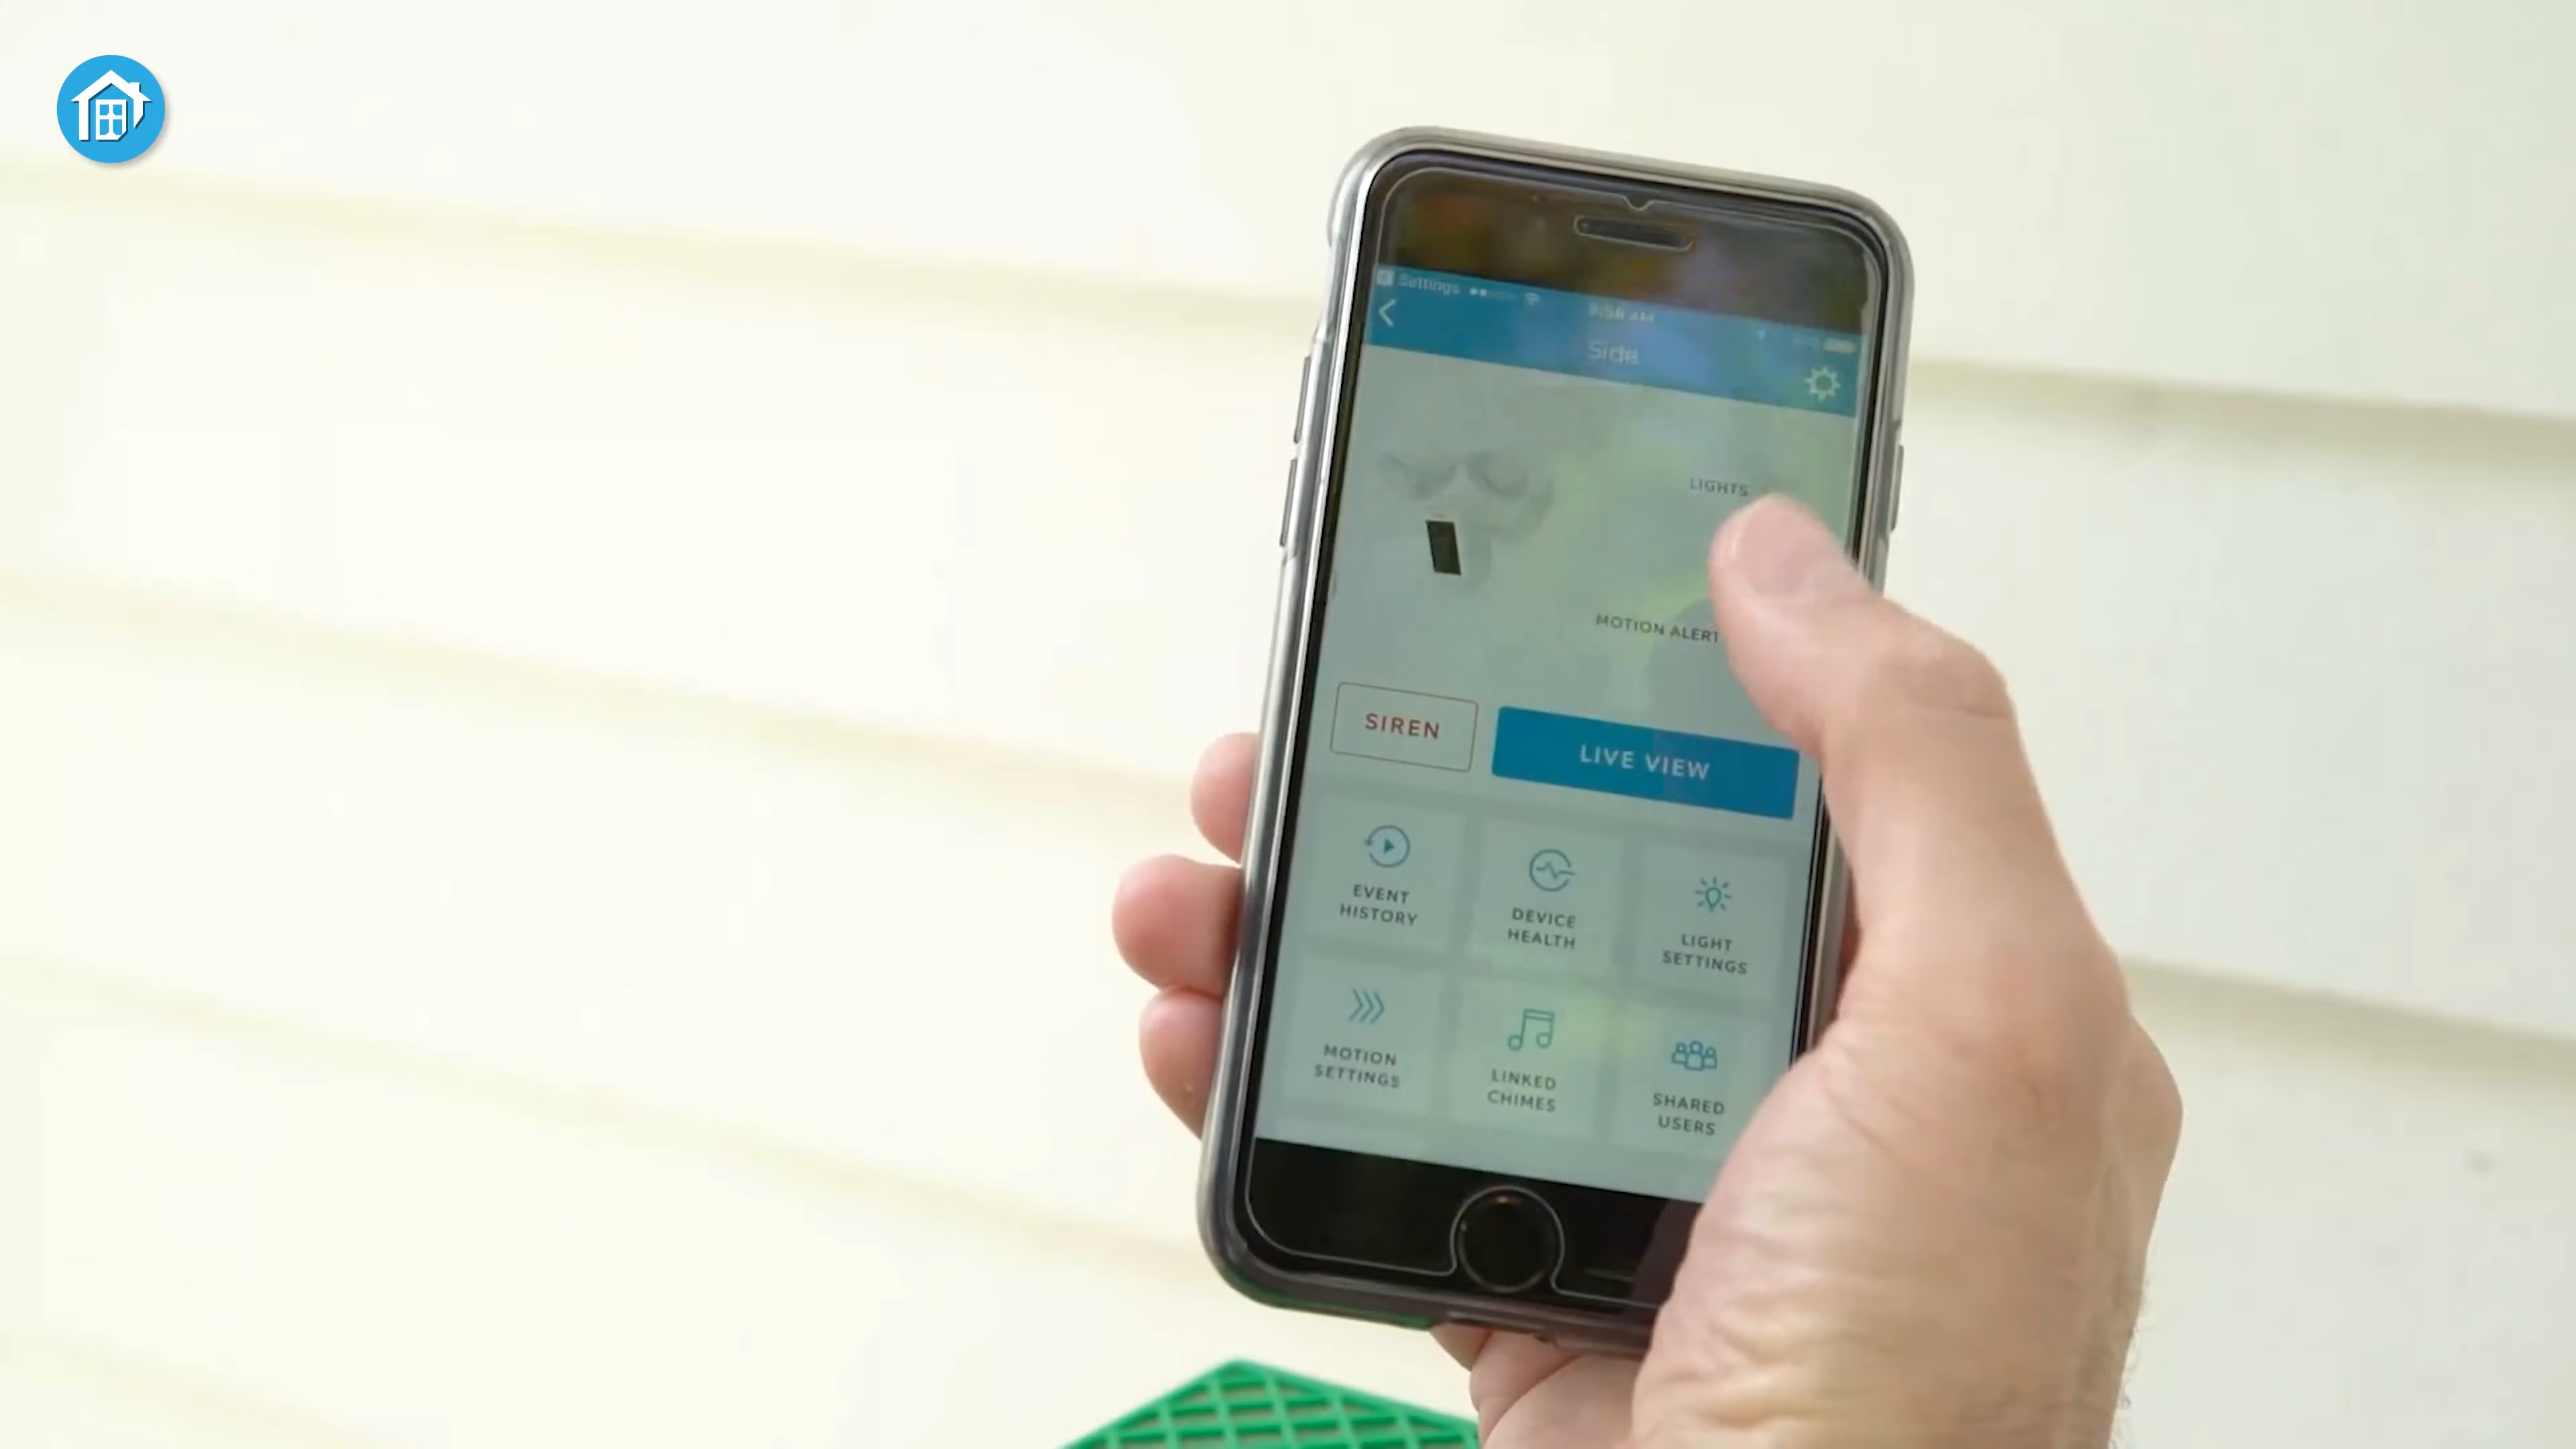 Settings
Side
LIGHTS
MOTION ALERT
SIREN
LIVE VIEW
EVENT
HISTORY
DEVICE
HEALTH
LIGHT
SETTINGS
MOTION
SETTINGS
LINKED
CHIMES
SHARED
USERS